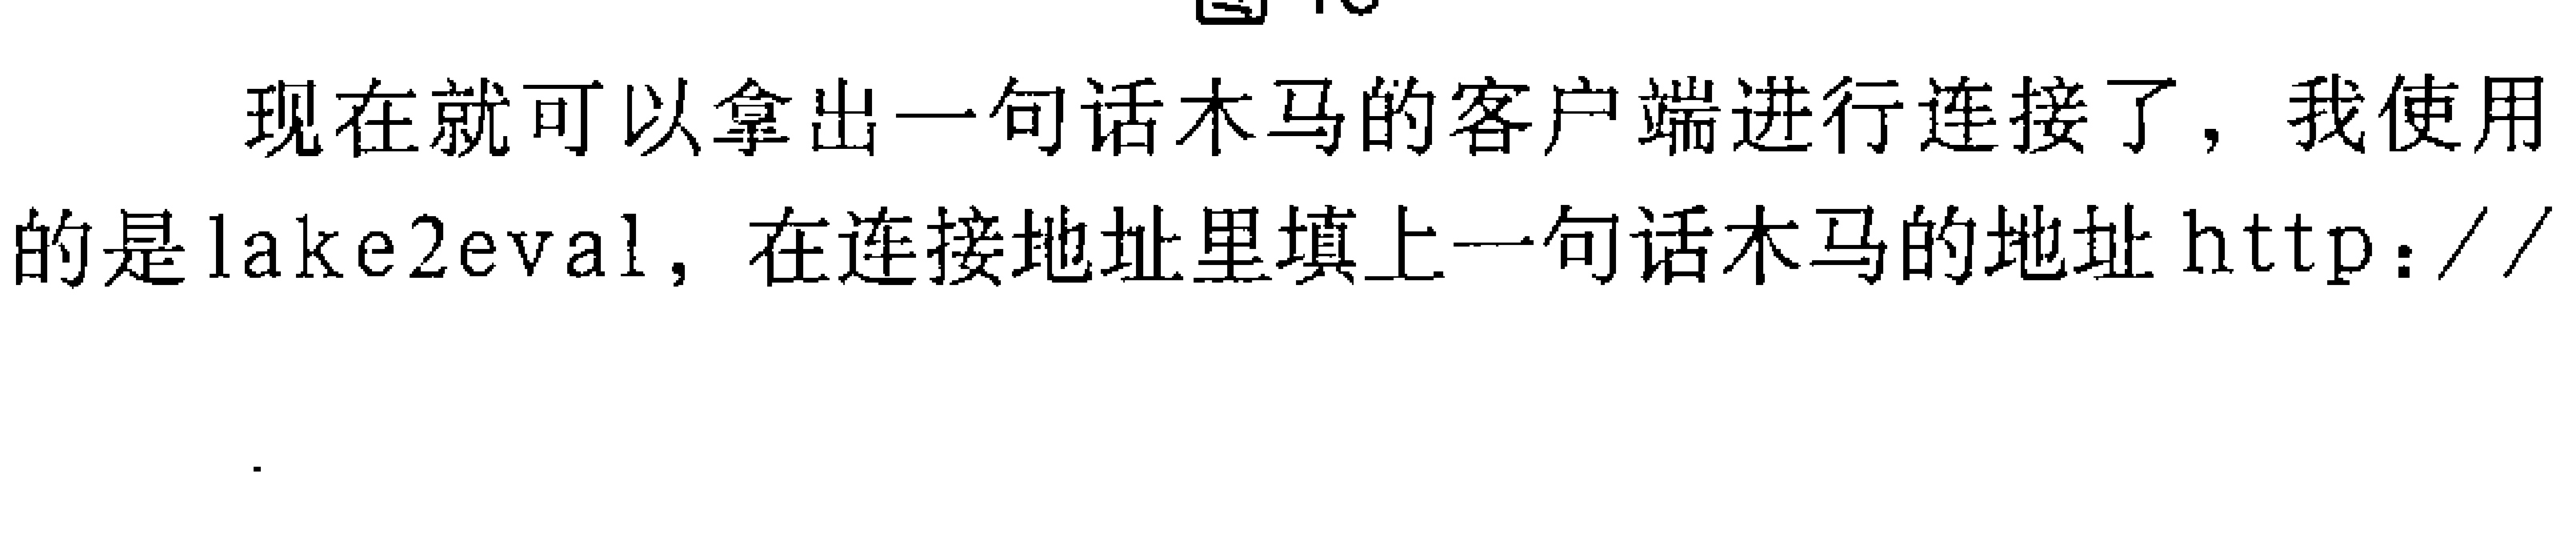 现在就可以拿出一句话木马的客户端进行连接了，我使用
的是lake2eval，在连接地址里填上一句话木马的地址http://